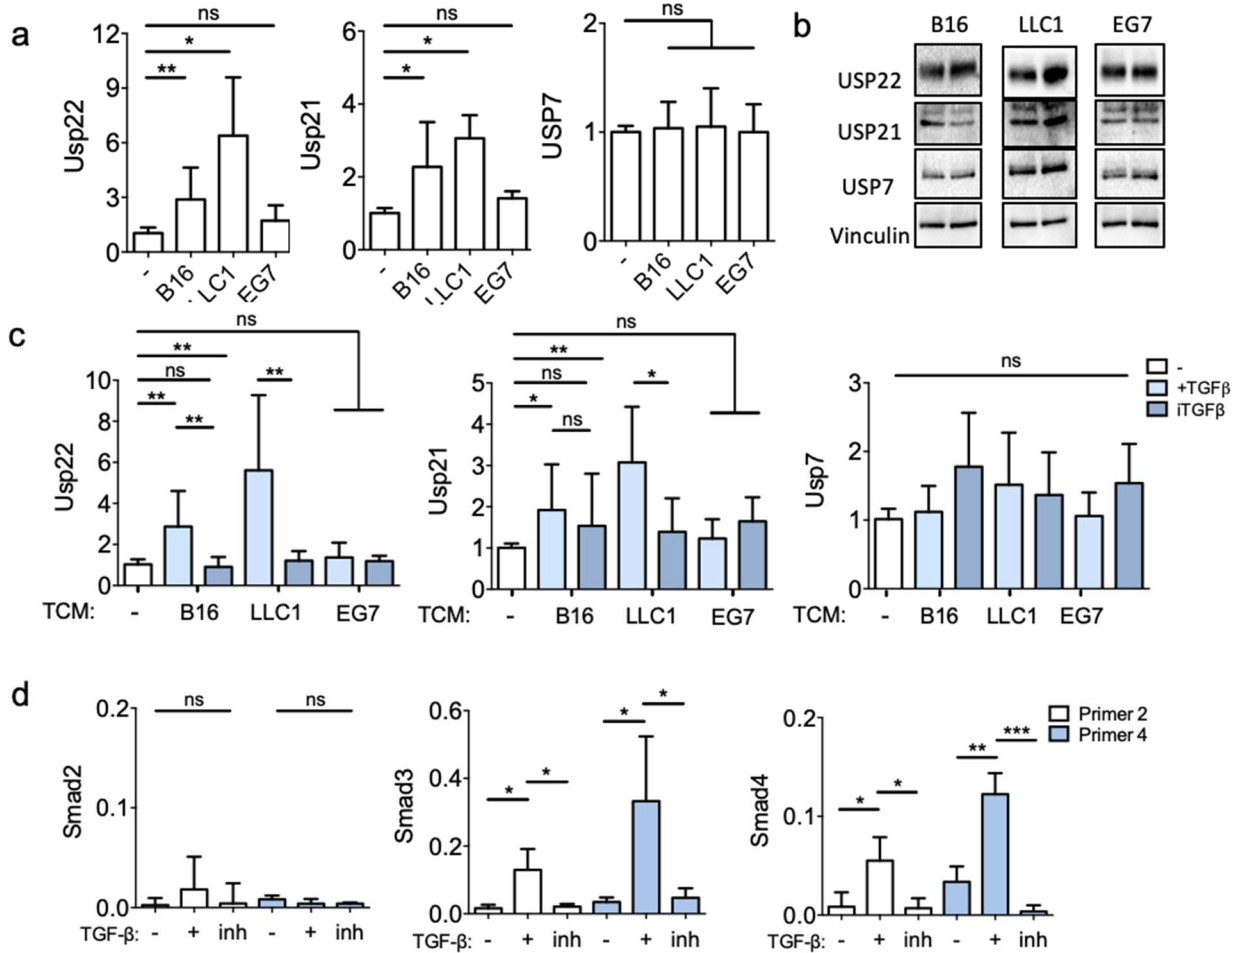 a
ns
*
**
Usp22
12
9
6
3
0
-
B16
LLC1
EG7
ns
*
*
Usp21
6
4
2
0
-
B16
LLC1
EG7
ns
USP7
2
1
0
-
B16
LLC1
EG7
b
B16 LLC1 EG7
USP22
USP21
USP7
Vinculin
c
ns
**
ns
**
**
**
Usp22
10
8
6
4
2
0
TCM: - B16 LLC1 EG7
ns
**
ns
*
*
ns
Usp21
5
4
3
2
1
0
TCM: - B16 LLC1 EG7
ns
Usp7
3
2
1
0
TCM: - B16 LLC1 EG7
-
+TGFβ
iTGFβ
d
ns ns
Smad2
0.2
0.1
0.0
TGF-β: - + inh - + inh
*
*
*
*
Smad3
0.6
0.4
0.2
0.0
TGF-β: - + inh - + inh
***
**
*
*
Smad4
0.2
0.1
0.0
TGF-β: - + inh - + inh
Primer 2
Primer 4